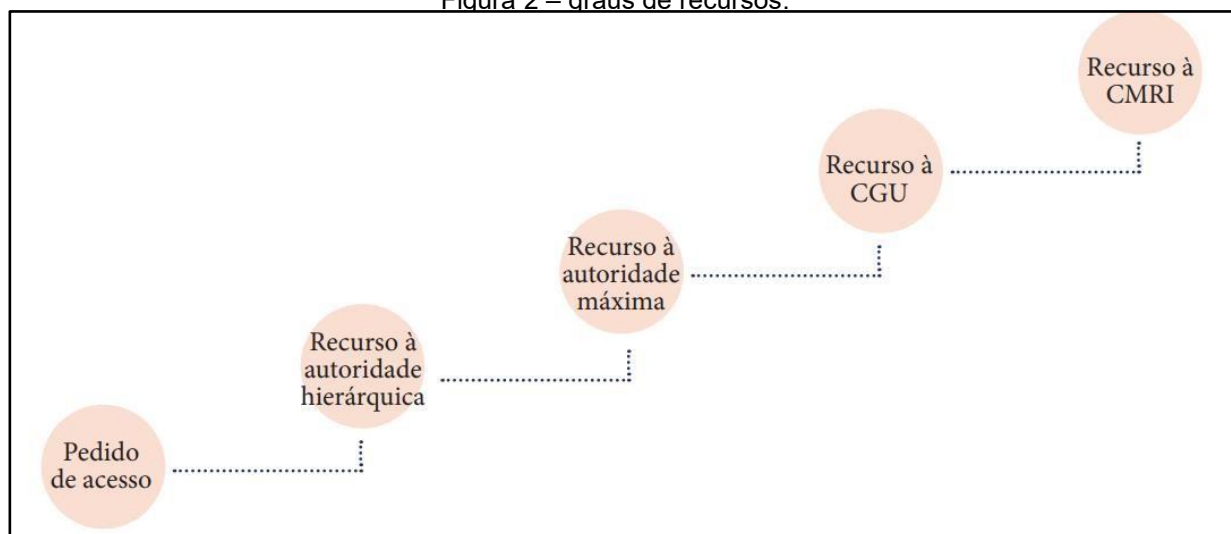 Figura 2 – graus de recursos.
Recurso à
CMRI
Recurso à
CGU
Recurso à
autoridade
máxima
Recurso à
autoridade
hierárquica
Pedido
de acesso